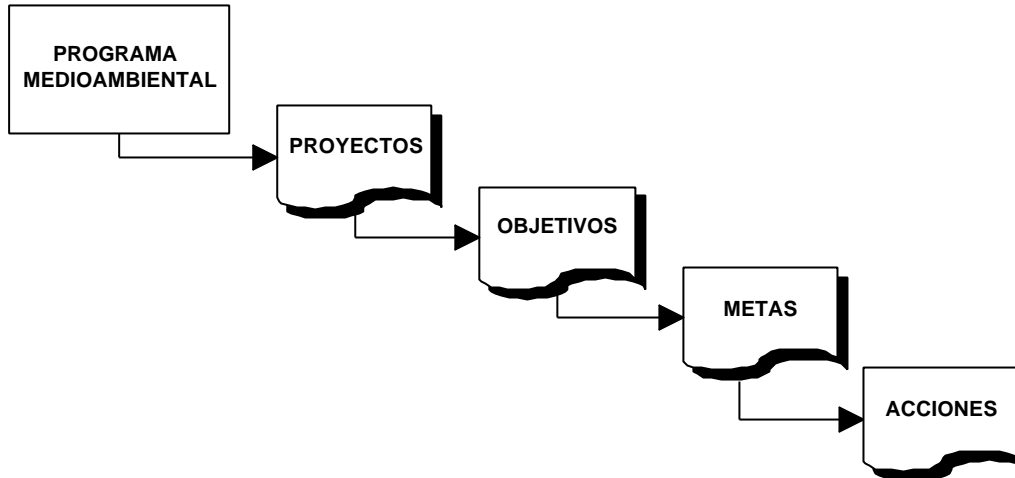 PROGRAMA
MEDIOAMBIENTAL
PROYECTOS
OBJETIVOS
METAS
ACCIONES